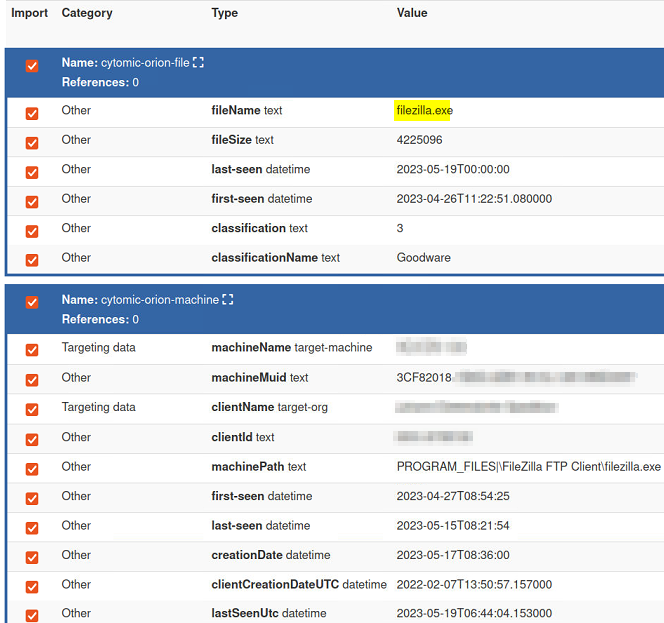 Import Category Type Value
Name: cytomic-orion-file
References: 0
Other fileName text filezilla.exe
Other fileSize text 4225096
Other last-seen datetime 2023-05-19T00:00:00
Other first-seen datetime 2023-04-26T11:22:51.080000
Other classification text 3
Other classificationName text Goodware
Name: cytomic-orion-machine
References: 0
Targeting data machineName target-machine
Other machineMuid text 3CF82018-
Targeting data clientName target-org
Other clientId text
Other machinePath text PROGRAM_FILES|\FileZilla FTP Client\filezilla.exe
Other first-seen datetime 2023-04-27T08:54:25
Other last-seen datetime 2023-05-15T08:21:54
Other creationDate datetime 2023-05-17T08:36:00
Other clientCreationDateUTC datetime 2022-02-07T13:50:57.157000
Other lastSeenUtc datetime 2023-05-19T06:44:04.153000